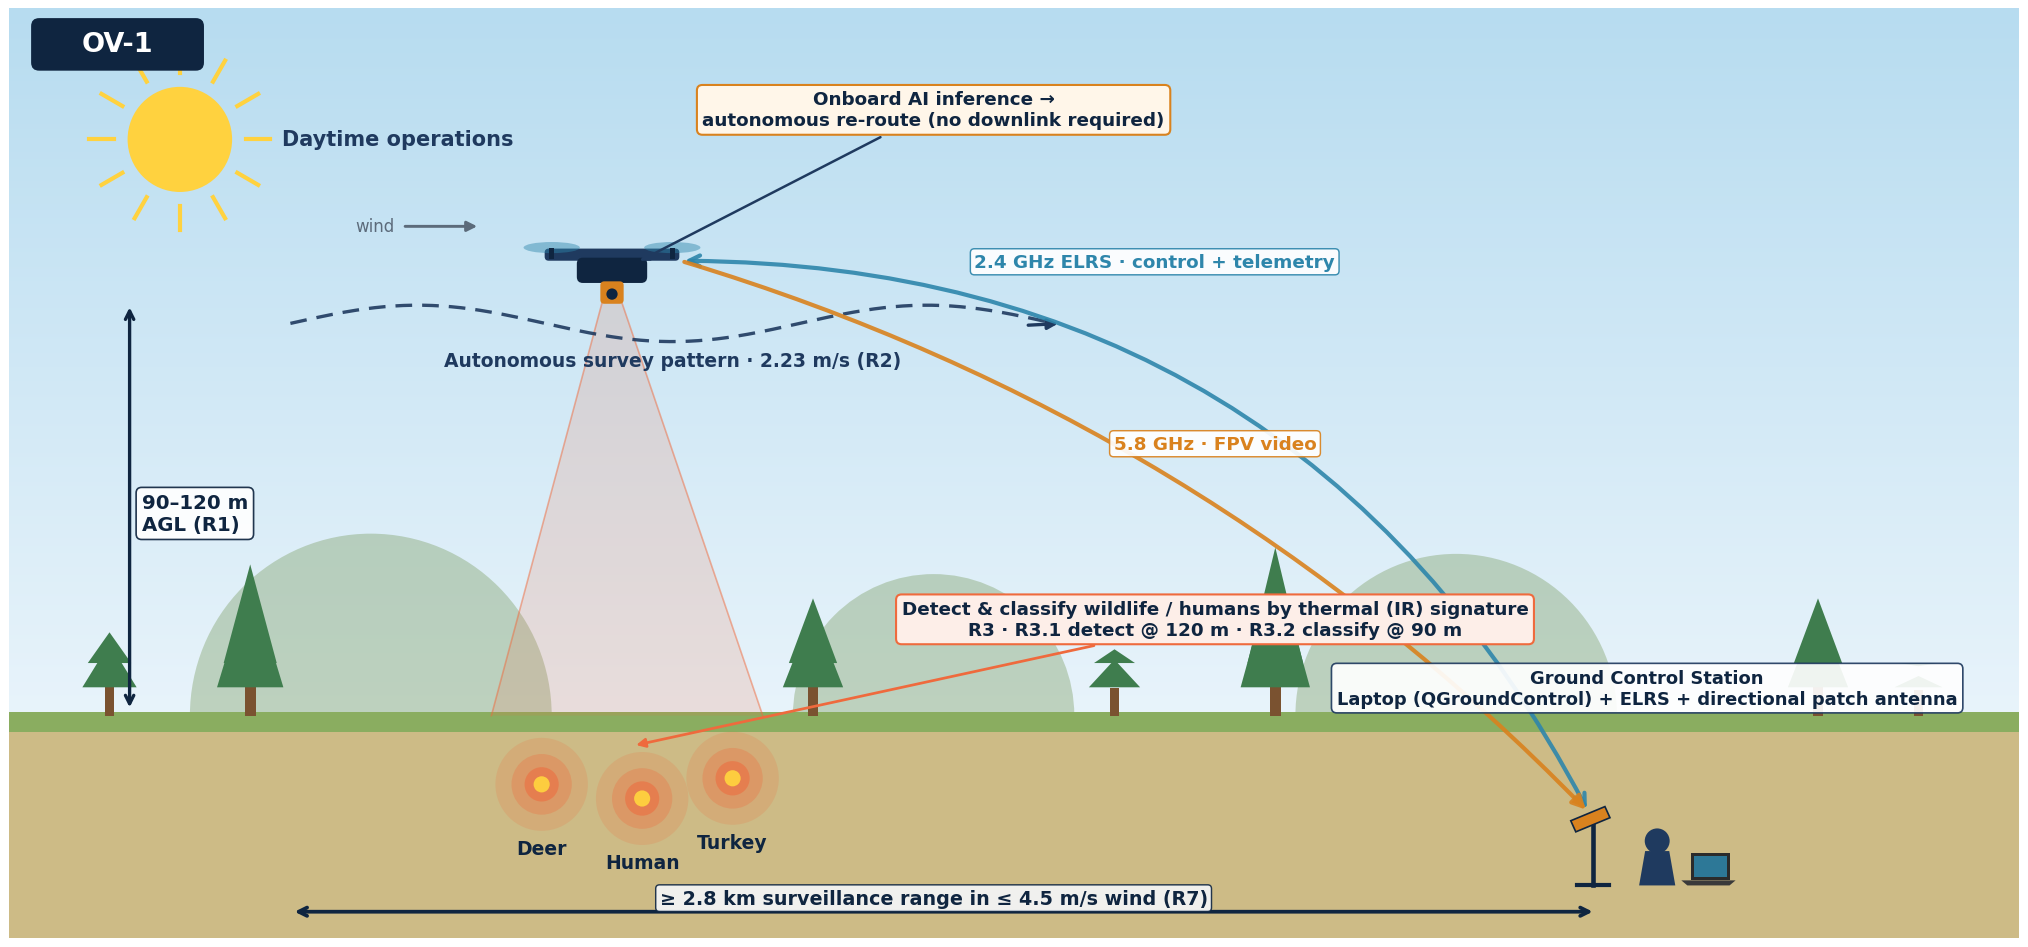 OV-1
Onboard AI inference →
autonomous re-route (no downlink required)
Daytime operations
wind
2.4 GHz ELRS · control + telemetry
Autonomous survey pattern · 2.23 m/s (R2)
5.8 GHz · FPV video
90–120 m
AGL (R1)
Detect & classify wildlife / humans by thermal (IR) signature
R3 · R3.1 detect @ 120 m · R3.2 classify @ 90 m
Ground Control Station
Laptop (QGroundControl) + ELRS + directional patch antenna
Deer
Human
Turkey
≥ 2.8 km surveillance range in ≤ 4.5 m/s wind (R7)